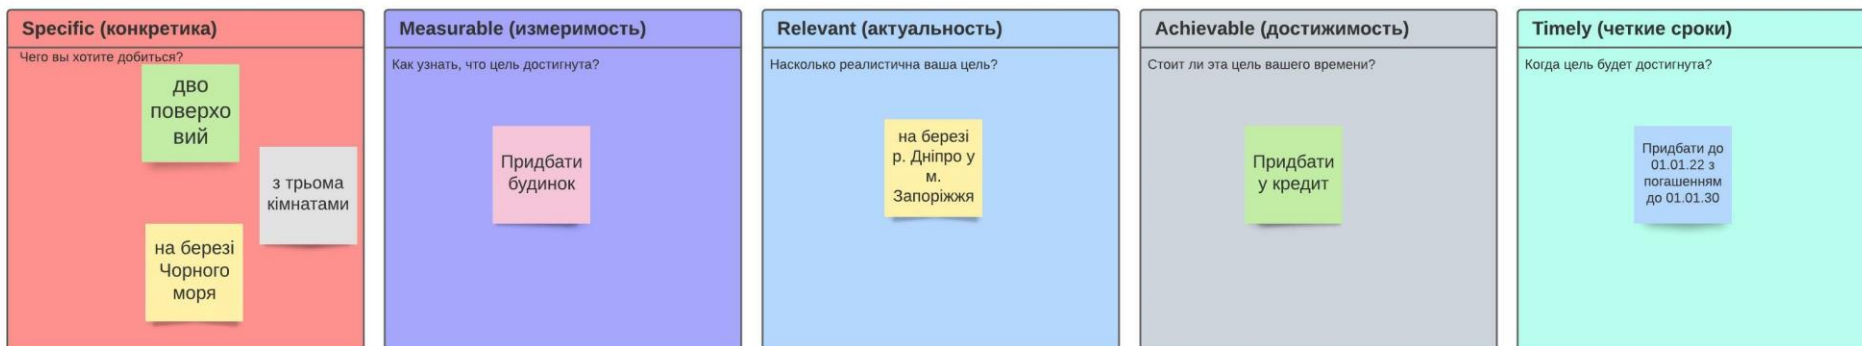 Specific (конкретика)
Чего вы хотите добиться?
дво
поверхо
вий
з трьома
кімнатами
на березі
Чорного
моря
Measurable (измеримость)
Как узнать, что цель достигнута?
Придбати
будинок
Relevant (актуальность)
Насколько реалистична ваша цель?
на березі
р. Дніпро у
м.
Запоріжжя
Achievable (достижимость)
Стоит ли эта цель вашего времени?
Придбати
у кредит
Timely (четкие сроки)
Когда цель будет достигнута?
Придбати до
01.01.22 з
погашенням
до 01.01.30